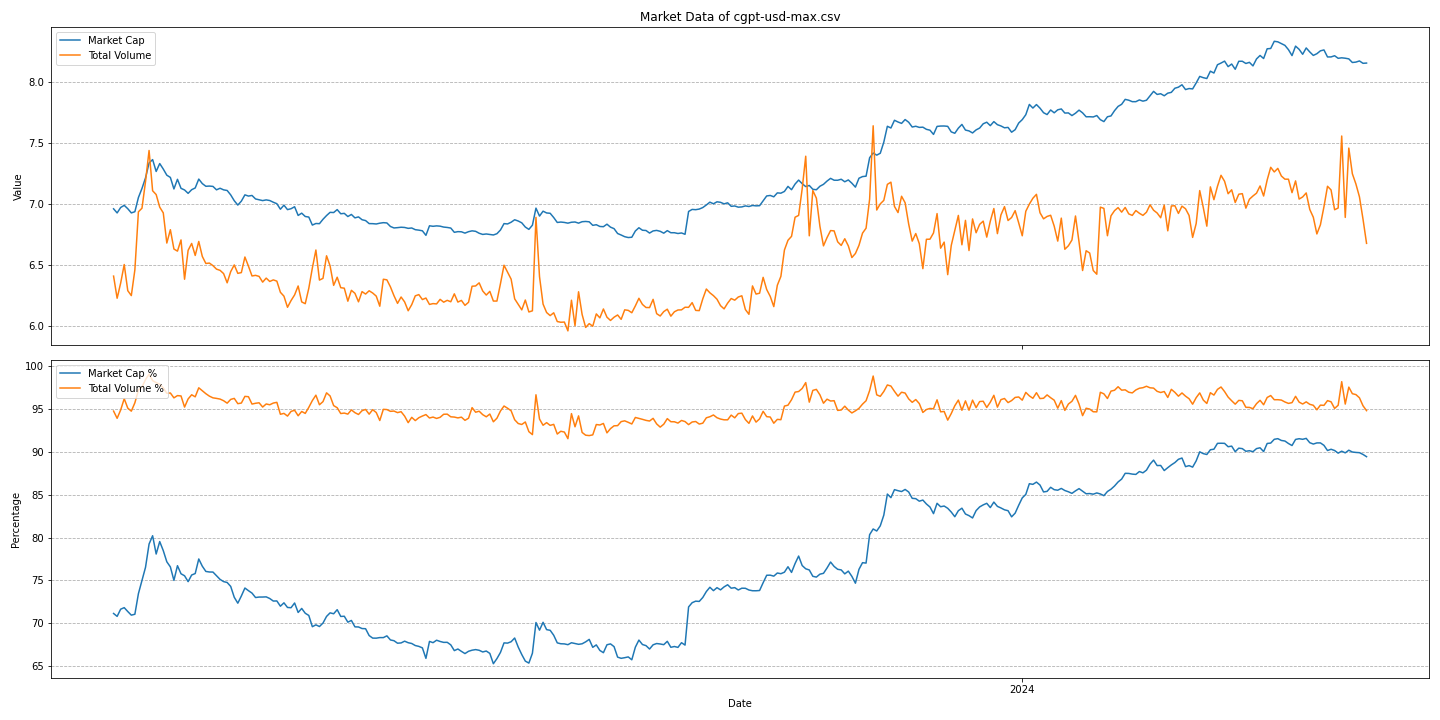 Market Data of cgpt-usd-max.csv
Market Cap
Total Volume
8.0
7.5
7.0
6.5
6.0
Value
Market Cap %
Total Volume %
100
95
90
85
80
75
70
65
Percentage
2024
Date